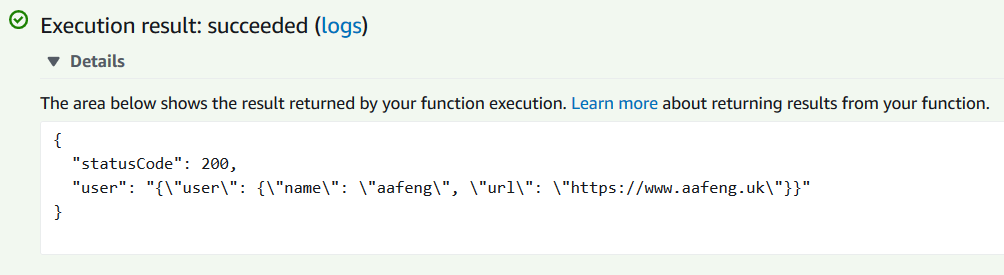 Execution result: succeeded (logs)
Details
The area below shows the result returned by your function execution. Learn more about returning results from your function.
{
  "statusCode": 200,
  "user": "{\"user\": {\"name\": \"aafeng\", \"url\": \"https://www.aafeng.uk\"}}"
}